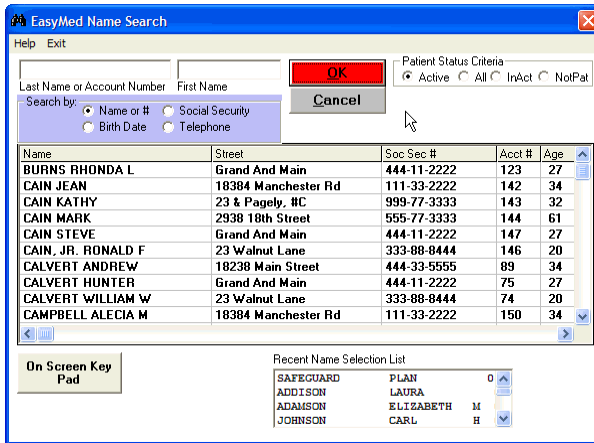 EasyMed Name Search
Help Exit
Last Name or Account Number First Name
OK
Cancel
Patient Status Criteria
Active All InAct NotPat
Search by:
Name or # Social Security
Birth Date Telephone
Name Street Soc Sec # Acct # Age
BURNS RHONDA L Grand And Main 444-11-2222 123 27
CAIN JEAN 18384 Manchester Rd 111-33-2222 142 34
CAIN KATHY 23 & Pagely, #C 999-77-3333 143 32
CAIN MARK 2938 18th Street 555-77-3333 144 61
CAIN STEVE Grand And Main 444-11-2222 147 27
CAIN, JR. RONALD F 23 Walnut Lane 333-88-8444 146 20
CALVERT ANDREW 18238 Main Street 444-33-5555 89 34
CALVERT HUNTER Grand And Main 444-11-2222 75 27
CALVERT WILLIAM W 23 Walnut Lane 333-88-8444 74 20
CAMPBELL ALECIA M 18384 Manchester Rd 111-33-2222 150 34
On Screen Key
Pad
Recent Name Selection List
SAFEGUARD PLAN 0
ADDISON LAURA
ADAMSON ELIZABETH M
JOHNSON CARL H